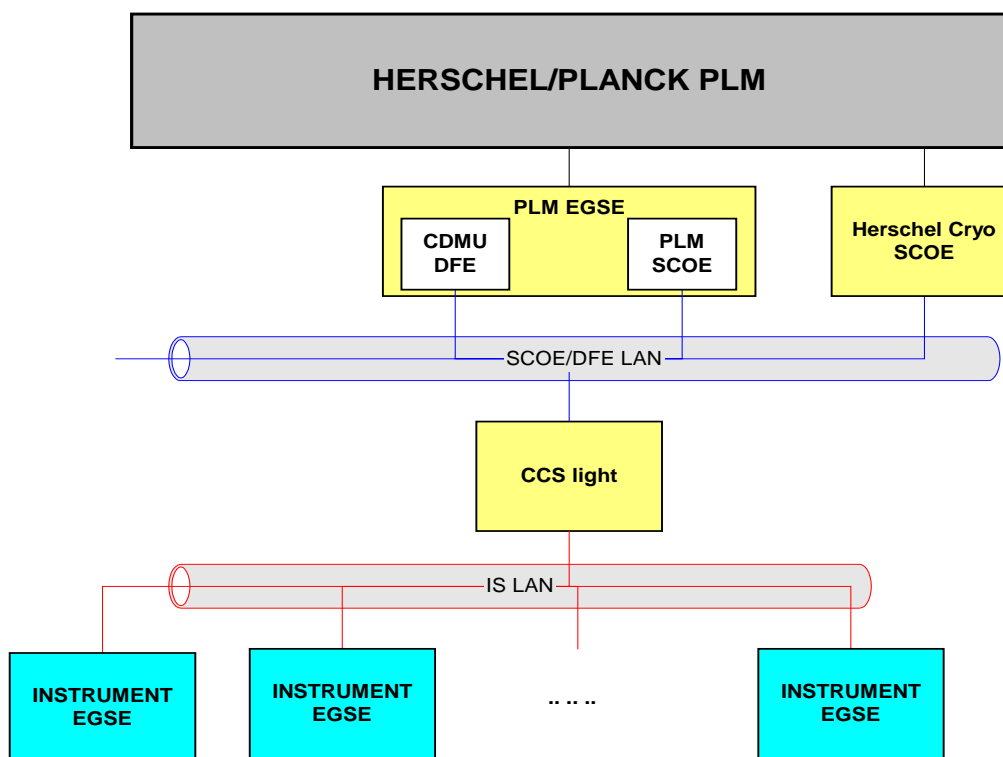 HERSCHEL/PLANCK PLM
PLM EGSE
CDMU
DFE
PLM
SCOE
Herschel Cryo
SCOE
SCOE/DFE LAN
CCS light
IS LAN
INSTRUMENT
EGSE
INSTRUMENT
EGSE
.. .. ..
INSTRUMENT
EGSE